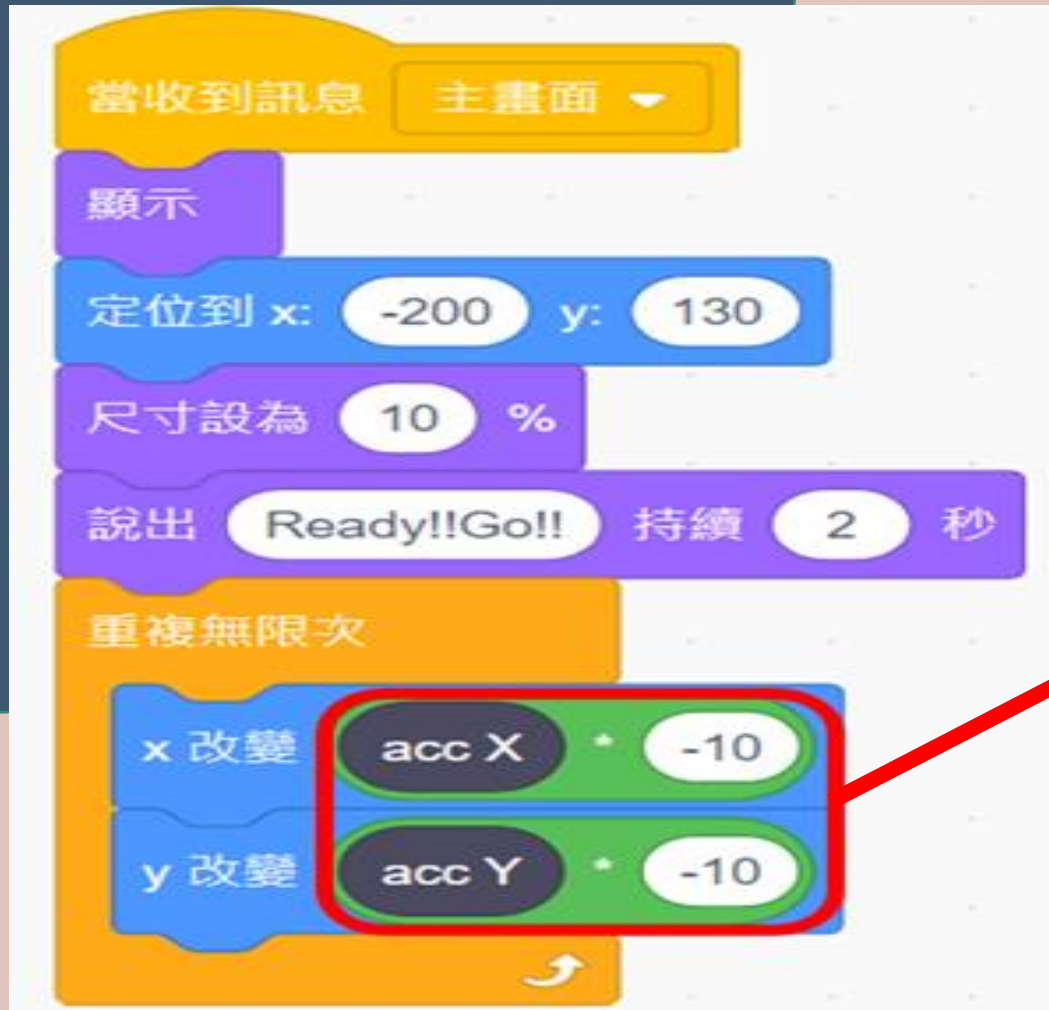 當收到訊息 主畫面
顯示
定位到 x: -200 y: 130
尺寸設為 10 %
說出 Ready!!Go!! 持續 2 秒
重複無限次
x 改變 acc X * -10
y 改變 acc Y * -10